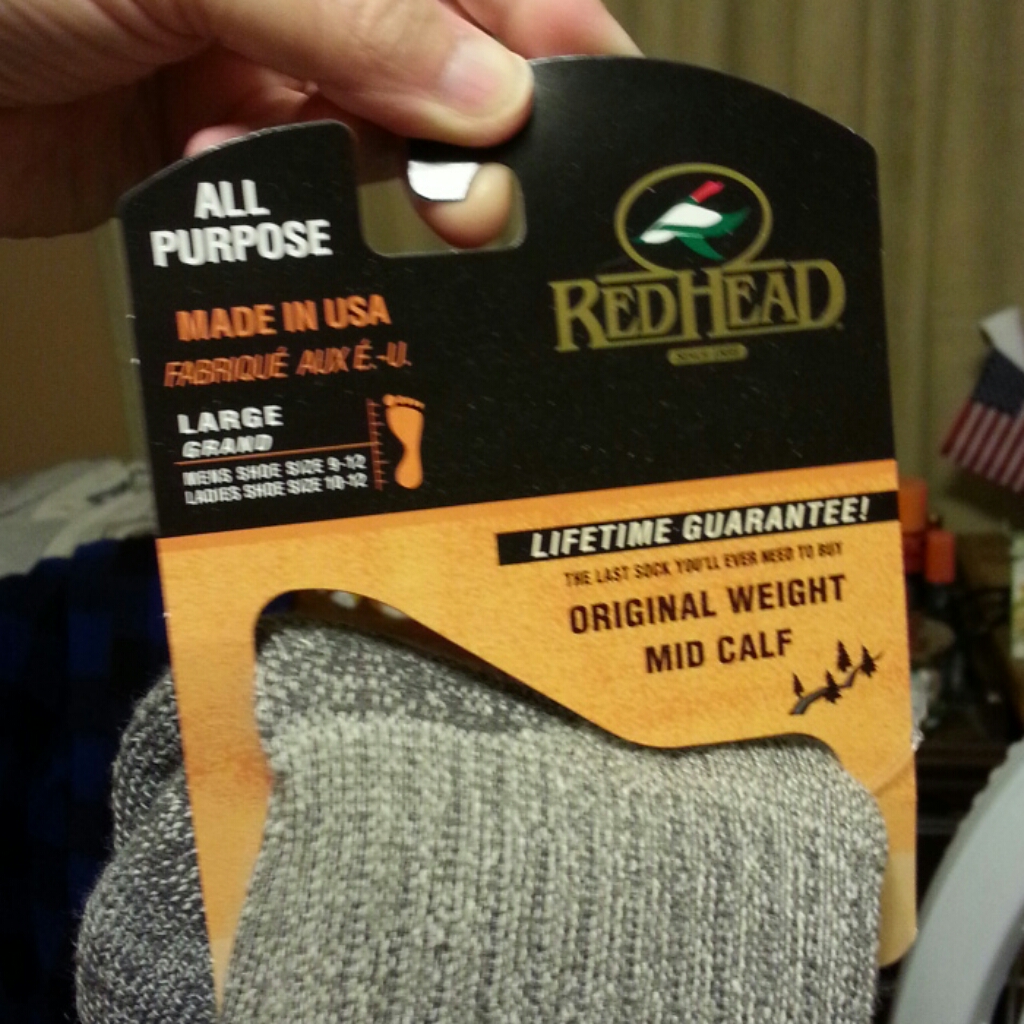 ALL
PURPOSE
MADE IN USA
FABRIQUÉ AUX É.-U.
LARGE
GRAND
MENS SHOE SIZE 9-12
LADIES SHOE SIZE 10-12
REDHEAD
LIFETIME GUARANTEE!
THE LAST SOCK YOU'LL EVER NEED TO BUY
ORIGINAL WEIGHT
MID CALF